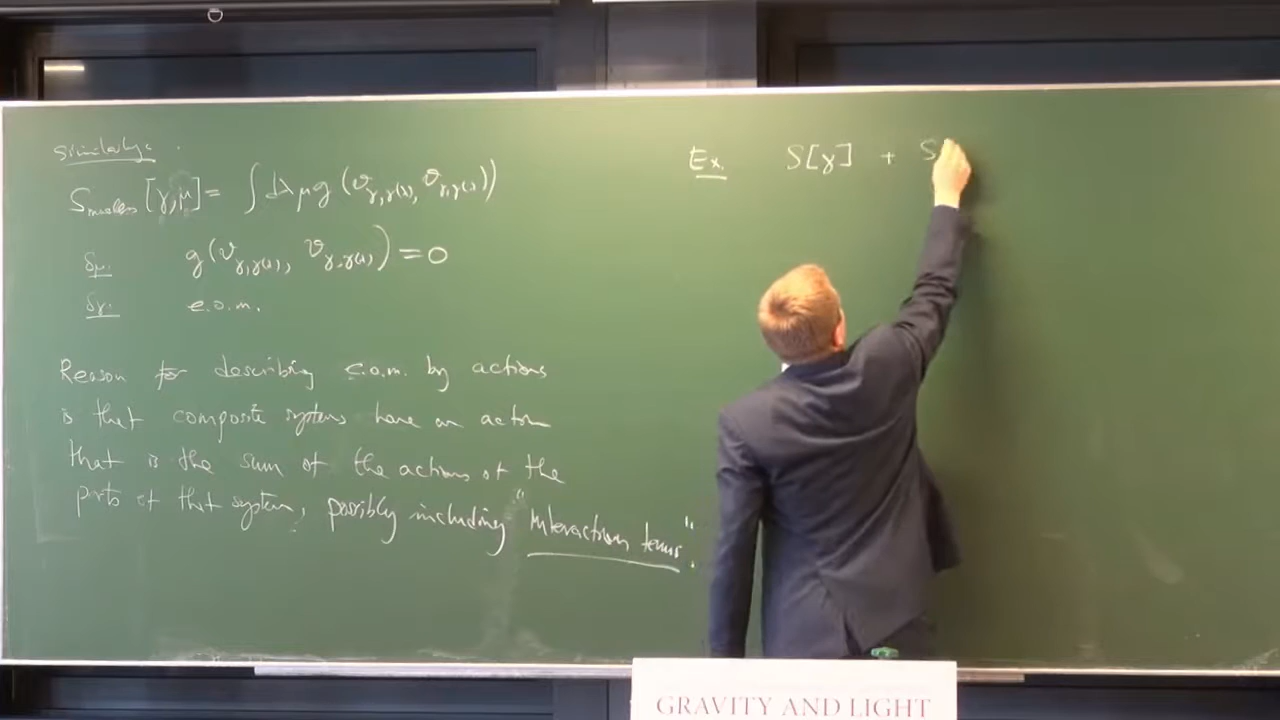 Similarly:
S_massless [γ,μ] = ∫ dλ μ g(v_γ,γ(λ), v_γ,γ(λ))
δμ: g(v_γ,γ(λ), v_γ,γ(λ)) = 0
δγ: e.o.m.
Reason for describing e.o.m. by actions
is that composite systems have an action
that is the sum of the actions of the
parts of that system, possibly including "interaction terms".
Ex. S[γ] + S[
GRAVITY AND LIGHT